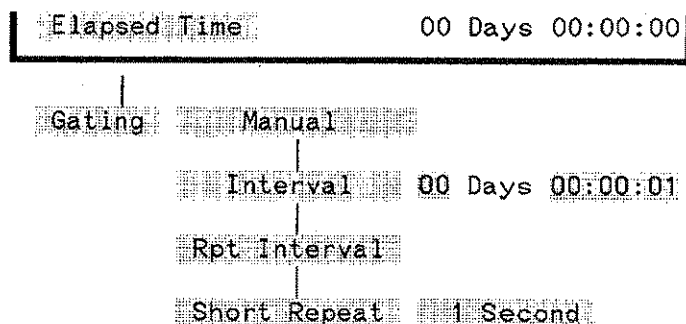 Elapsed Time 00 Days 00:00:00
Gating Manual
Interval 00 Days 00:00:01
Rpt Interval
Short Repeat 1 Second